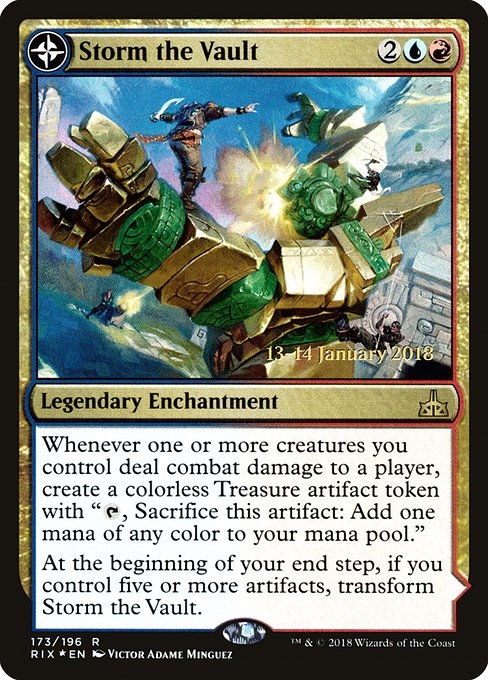 Storm the Vault 2
13–14 January 2018
Legendary Enchantment
Whenever one or more creatures you
control deal combat damage to a player,
create a colorless Treasure artifact token
with “, Sacrifice this artifact: Add one
mana of any color to your mana pool.”
At the beginning of your end step, if you
control five or more artifacts, transform
Storm the Vault.
173/196 R
RIX EN Victor Adame Minguez
™ & © 2018 Wizards of the Coast